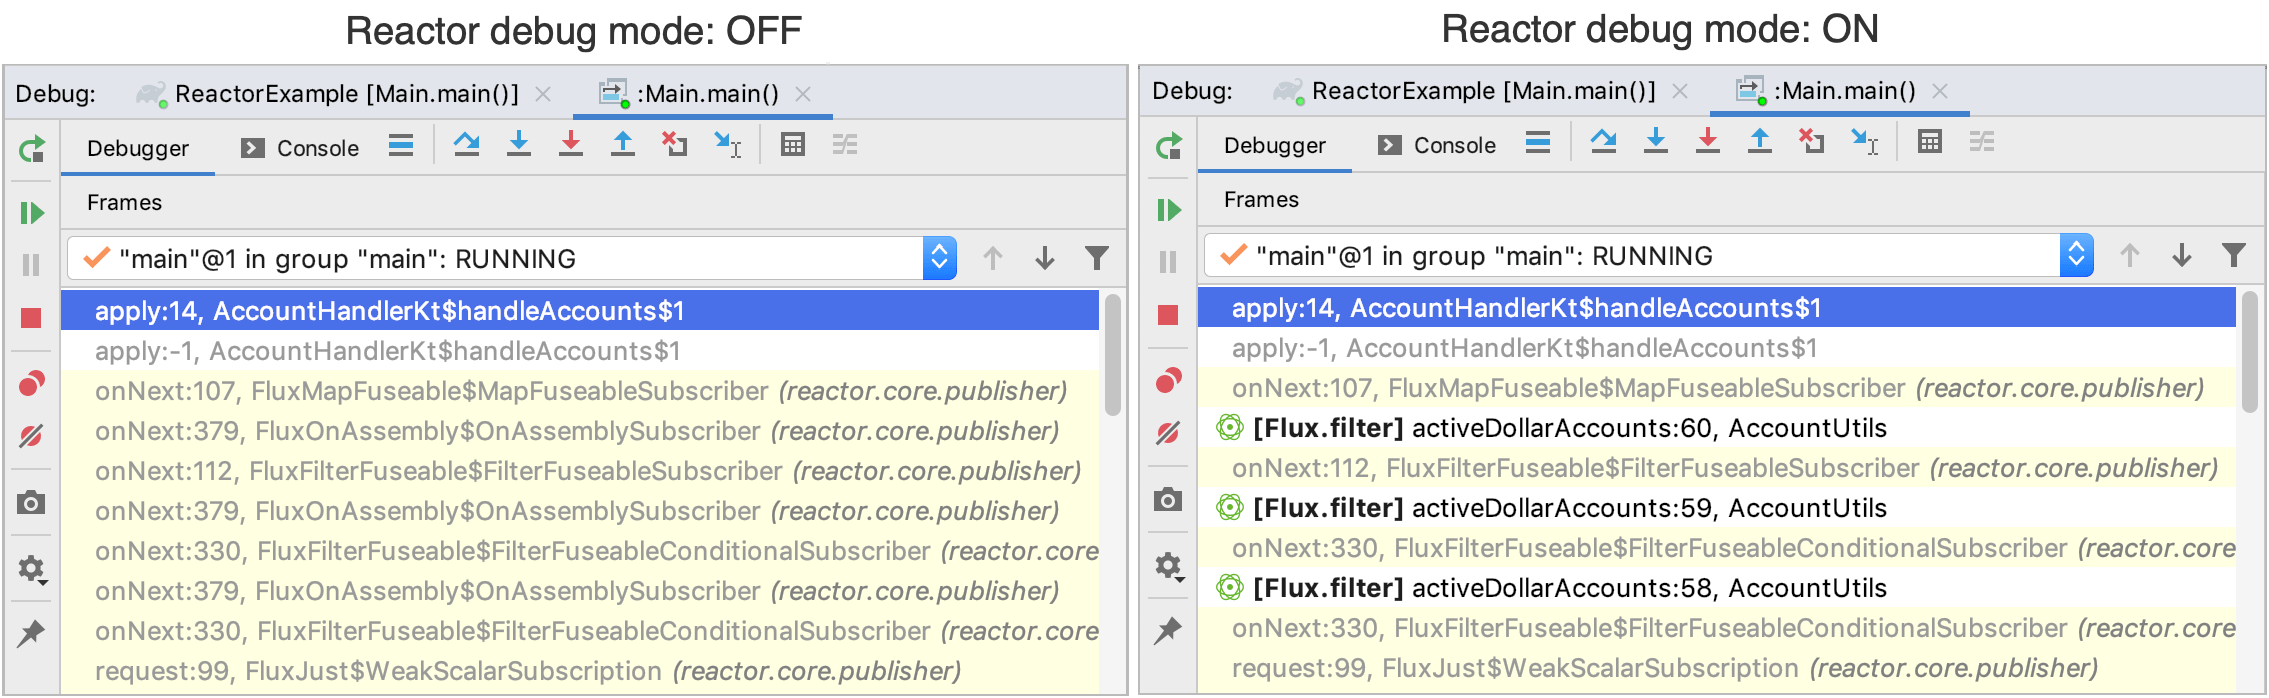 Reactor debug mode: OFF
Debug: ReactorExample [Main.main()] :Main.main()
Debugger Console
Frames
"main"@1 in group "main": RUNNING
apply:14, AccountHandlerKt$handleAccounts$1
apply:-1, AccountHandlerKt$handleAccounts$1
onNext:107, FluxMapFuseable$MapFuseableSubscriber (reactor.core.publisher)
onNext:379, FluxOnAssembly$OnAssemblySubscriber (reactor.core.publisher)
onNext:112, FluxFilterFuseable$FilterFuseableSubscriber (reactor.core.publisher)
onNext:379, FluxOnAssembly$OnAssemblySubscriber (reactor.core.publisher)
onNext:330, FluxFilterFuseable$FilterFuseableConditionalSubscriber (reactor.core
onNext:379, FluxOnAssembly$OnAssemblySubscriber (reactor.core.publisher)
onNext:330, FluxFilterFuseable$FilterFuseableConditionalSubscriber (reactor.core
request:99, FluxJust$WeakScalarSubscription (reactor.core.publisher)
Reactor debug mode: ON
Debug: ReactorExample [Main.main()] :Main.main()
Debugger Console
Frames
"main"@1 in group "main": RUNNING
apply:14, AccountHandlerKt$handleAccounts$1
apply:-1, AccountHandlerKt$handleAccounts$1
onNext:107, FluxMapFuseable$MapFuseableSubscriber (reactor.core.publisher)
[Flux.filter] activeDollarAccounts:60, AccountUtils
onNext:112, FluxFilterFuseable$FilterFuseableSubscriber (reactor.core.publisher)
[Flux.filter] activeDollarAccounts:59, AccountUtils
onNext:330, FluxFilterFuseable$FilterFuseableConditionalSubscriber (reactor.core
[Flux.filter] activeDollarAccounts:58, AccountUtils
onNext:330, FluxFilterFuseable$FilterFuseableConditionalSubscriber (reactor.core
request:99, FluxJust$WeakScalarSubscription (reactor.core.publisher)